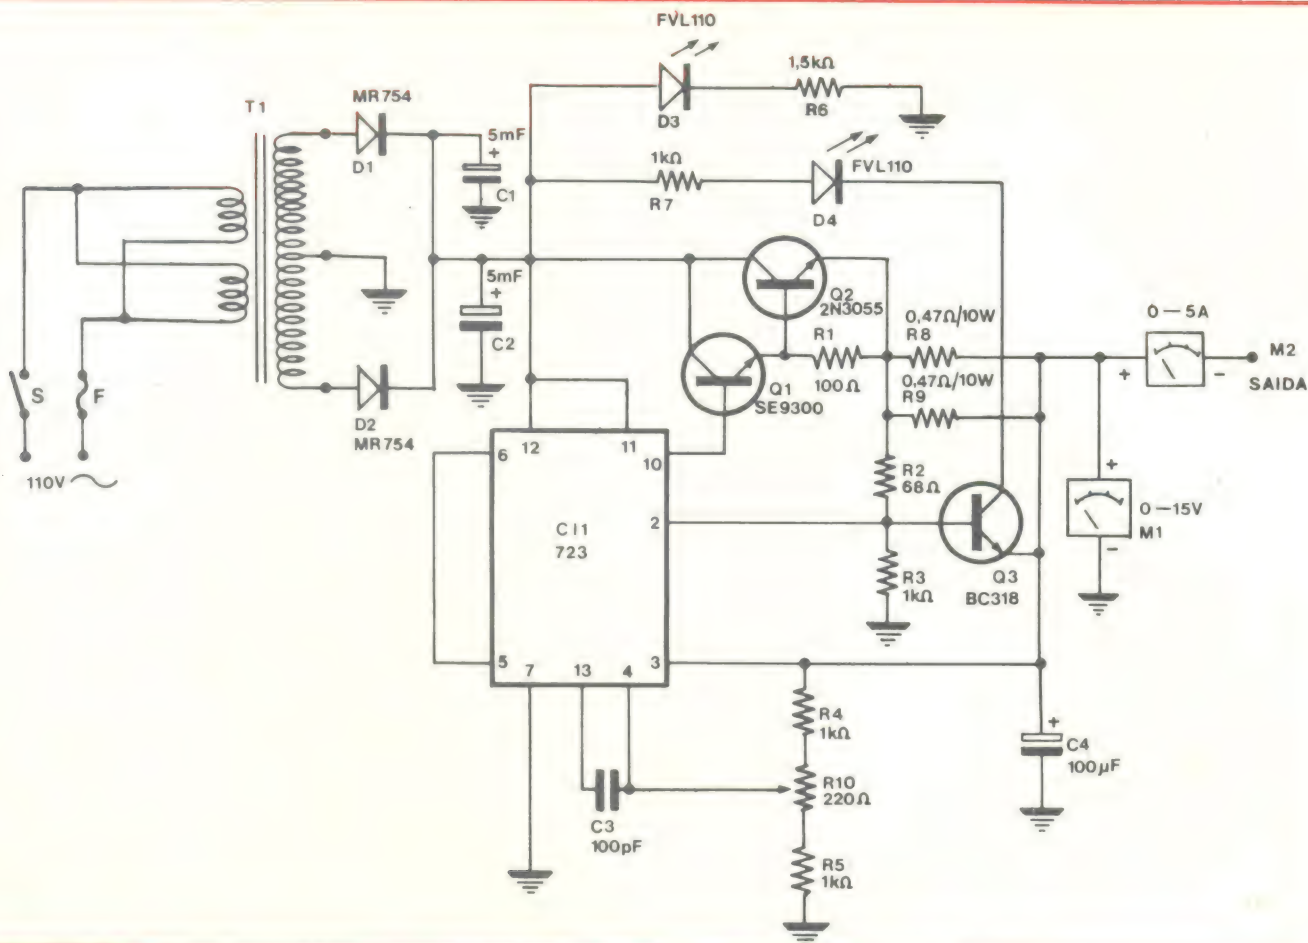 FVL110
1,5kΩ
D3
R6
T1
MR754
D1
5mF
+
C1
1kΩ
R7
FVL110
D4
5mF
+
C2
Q2
2N3055
R1
100Ω
0,47Ω/10W
R8
0,47Ω/10W
R9
0—5A
+
-
M2
SAIDA
S
F
110V
D2
MR754
Q1
SE9300
6
12
11
10
CI1
723
2
5
7
13
4
3
R2
68Ω
R3
1kΩ
Q3
BC318
+
0—15V
M1
-
R4
1kΩ
R10
220Ω
R5
1kΩ
C3
100pF
+
C4
100µF